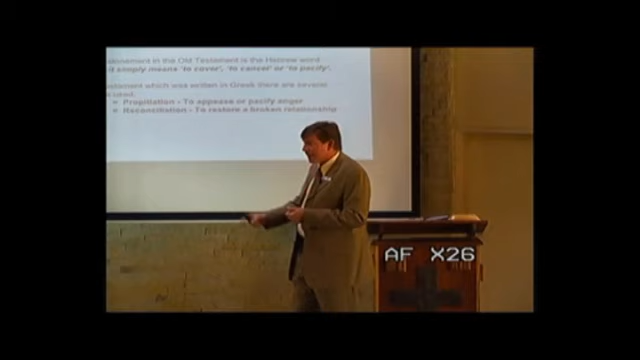 in the Old Testament is the Hebrew word
it simply means 'to cover', 'to cancel' or 'to pacify'.
which was written in Greek there are several
used.
Propitiation - To appease or pacify anger
Reconciliation - To restore a broken relationship
AF X26